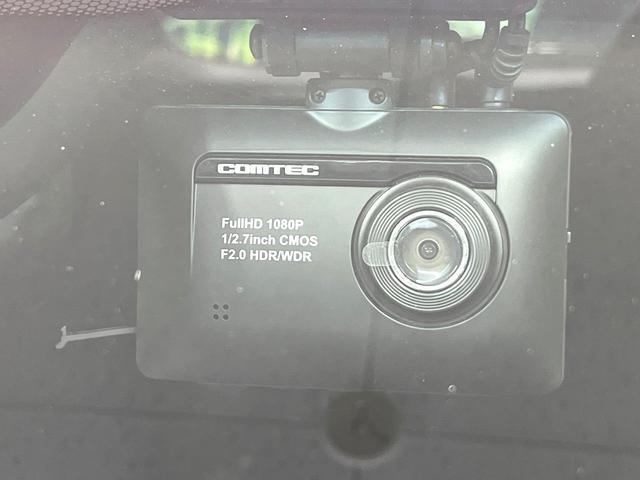 COMTEC
FullHD 1080P
1/2.7inch CMOS
F2.0 HDR/WDR